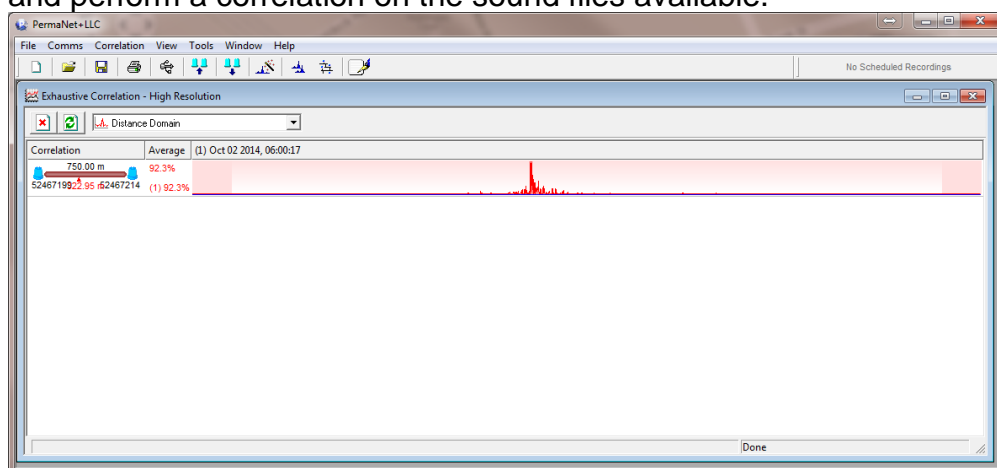 and perform a correlation on the sound files available.
PermaNet+LLC
File Comms Correlation View Tools Window Help
No Scheduled Recordings
Exhaustive Correlation - High Resolution
Distance Domain
Correlation Average (1) Oct 02 2014, 06:00:17
750.00 m 92.3%
52467214 (1) 92.3%
Done